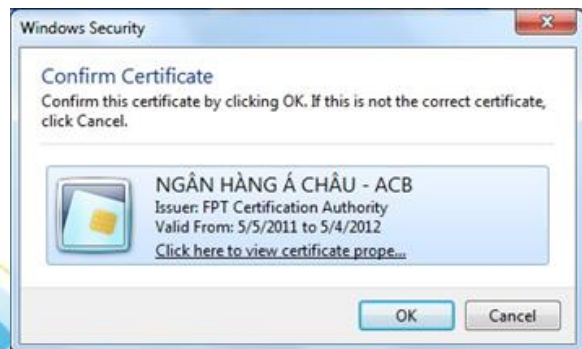 Windows Security
Confirm Certificate
Confirm this certificate by clicking OK. If this is not the correct certificate,
click Cancel.
NGÂN HÀNG Á CHÂU - ACB
Issuer: FPT Certification Authority
Valid From: 5/5/2011 to 5/4/2012
Click here to view certificate prope...
OK
Cancel